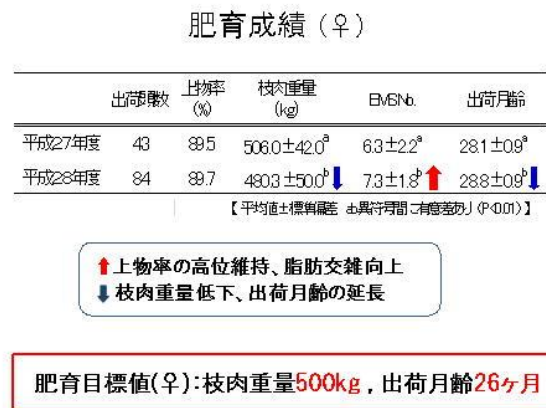 肥育成績（♀）
出荷頭数 上物率(%) 枝肉重量(kg) BMSNo. 出荷月齢
平成27年度 43 89.5 506.0±42.0a 6.3±2.2a 28.1±0.9a
平成28年度 84 89.7 480.3±50.0b⬇ 7.3±1.8b⬆ 28.8±0.9b⬇
【平均値±標準偏差 ab異符号間に有意差あり（P<0.01）】
⬆上物率の高位維持、脂肪交雑向上
⬇枝肉重量低下、出荷月齢の延長
肥育目標値(♀):枝肉重量500kg , 出荷月齢26ヶ月